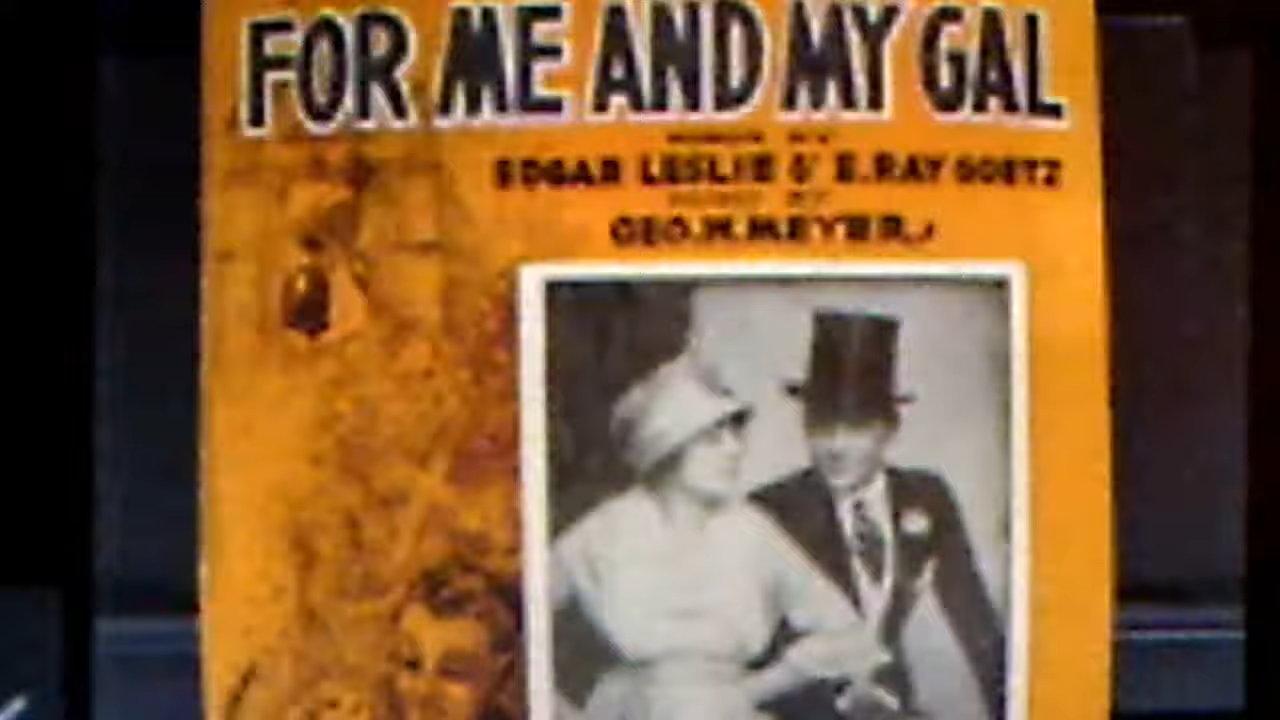 FOR ME AND MY GAL
EDGAR LESLIE & E. RAY GOETZ
GEO. W. MEYER